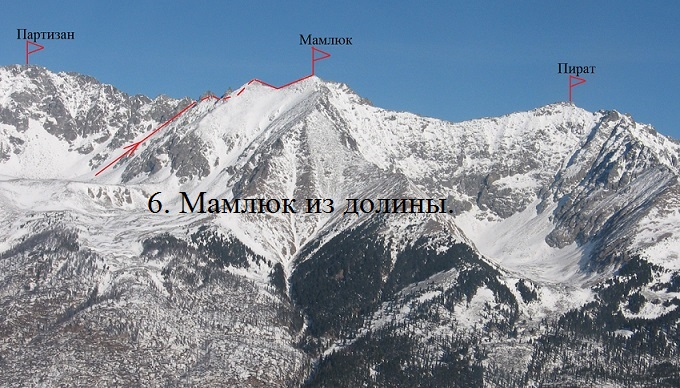 Партизан
Мамлюк
Пират
6. Мамлюк из долины.